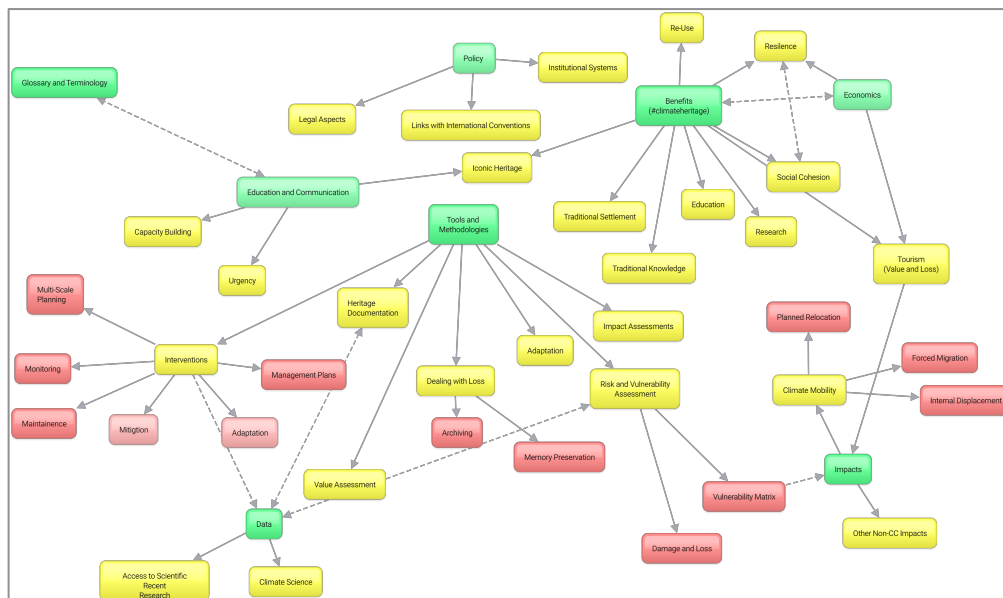 Re-Use
Policy
Resilence
Institutional Systems
Glossary and Terminology
Economics
Benefits
(#climateheritage)
Legal Aspects
Links with International Conventions
Iconic Heritage
Social Cohesion
Education and Communication
Education
Traditional Settlement
Tools and
Methodologies
Capacity Building
Research
Tourism
(Value and Loss)
Traditional Knowledge
Urgency
Multi-Scale
Planning
Heritage
Documentation
Planned Relocation
Impact Assessments
Adaptation
Interventions
Forced Migration
Monitoring
Management Plans
Dealing with Loss
Risk and Vulnerability
Assessment
Climate Mobility
Internal Displacement
Maintainence
Mitigtion
Adaptation
Archiving
Memory Preservation
Impacts
Value Assessment
Vulnerability Matrix
Data
Other Non-CC Impacts
Damage and Loss
Access to Scientific
Recent
Research
Climate Science